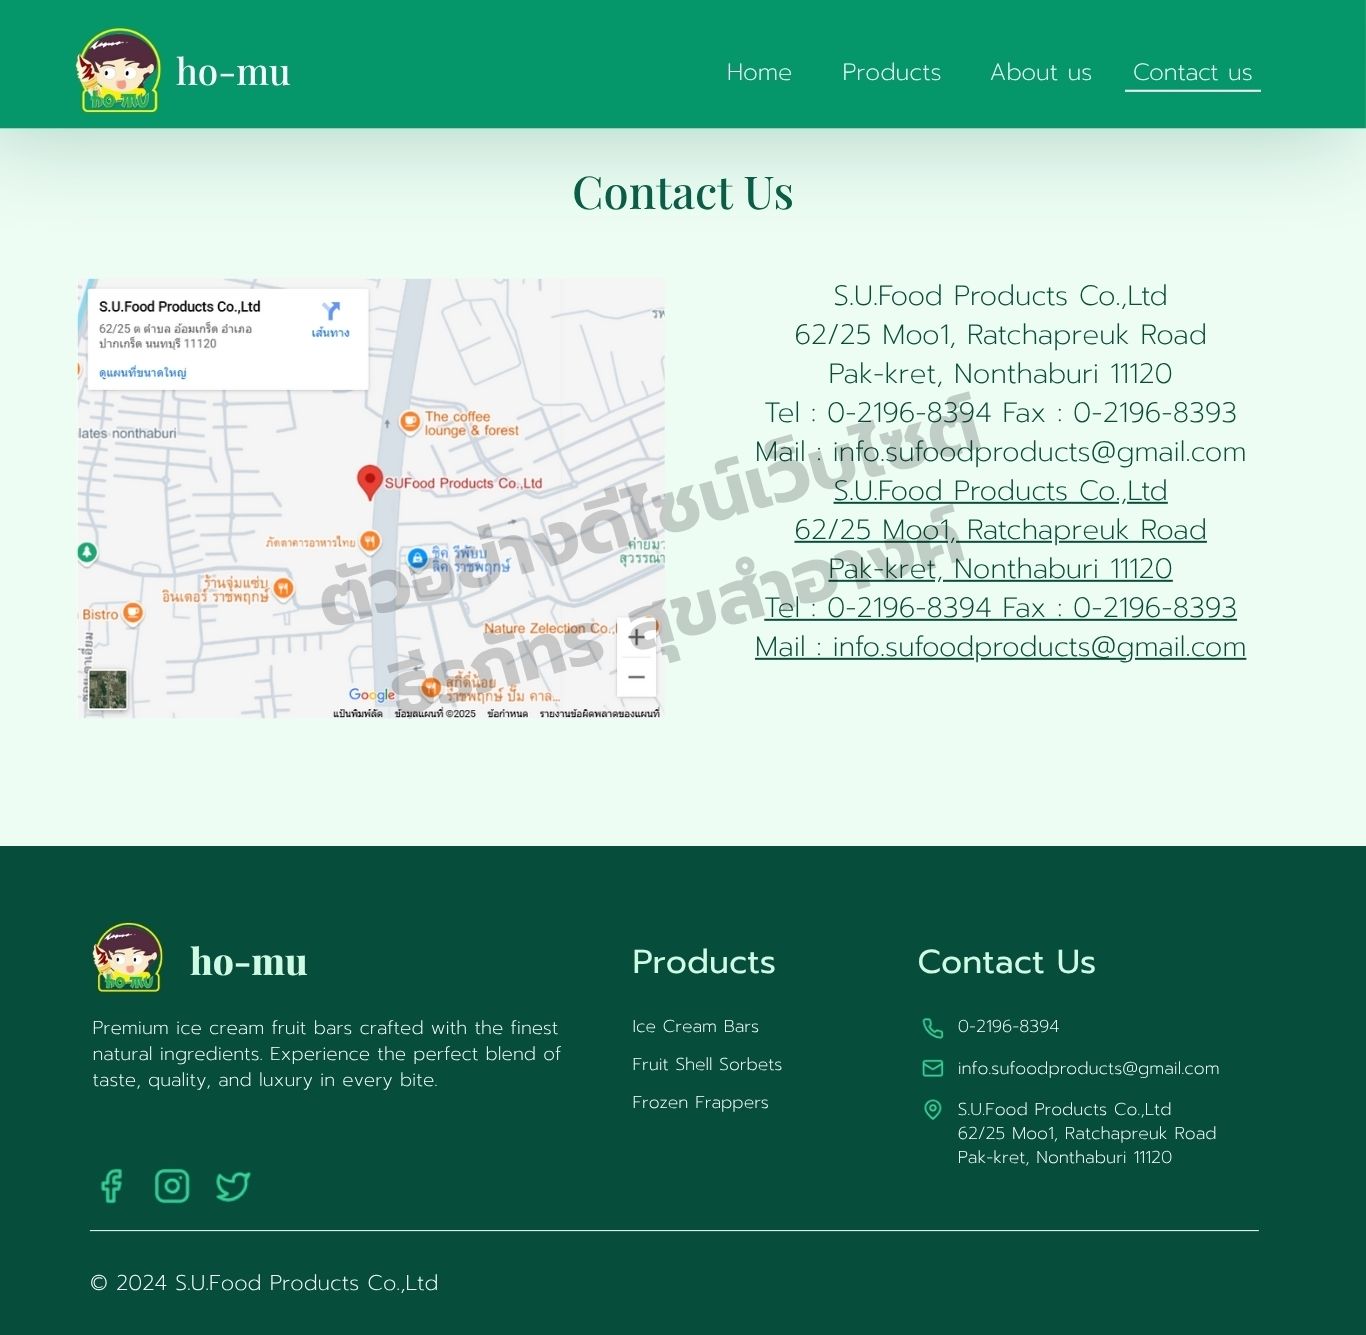 HO-MU
ho-mu
Home
Products
About us
Contact us
Contact Us
S.U.Food Products Co.,Ltd
62/25 ต ตำบล อ้อมเกร็ด อำเภอ
ปากเกร็ด นนทบุรี 11120
เส้นทาง
ดูแผนที่ขนาดใหญ่
lates nonthaburi
The coffee
lounge & forest
SUFood Products Co.,Ltd
ภัตตาคารอาหารไทย
ชิค รีพับบ
ลิค ราชพฤกษ์
ค่ายมว
สุวรรณา
ร้านจุ่มแซ่บ
อินเตอร์ ราชพฤกษ์
Bistro
Nature Zelection Co.,l
สุกี้ตี๋น้อย
ราชพฤกษ์ ปั๊ม คาล...
Google
แป้นพิมพ์ลัด
ข้อมูลแผนที่ ©2025
ข้อกำหนด
รายงานข้อผิดพลาดของแผนที่
S.U.Food Products Co.,Ltd
62/25 Moo1, Ratchapreuk Road
Pak-kret, Nonthaburi 11120
Tel : 0-2196-8394 Fax : 0-2196-8393
Mail : info.sufoodproducts@gmail.com
S.U.Food Products Co.,Ltd
62/25 Moo1, Ratchapreuk Road
Pak-kret, Nonthaburi 11120
Tel : 0-2196-8394 Fax : 0-2196-8393
Mail : info.sufoodproducts@gmail.com
ตัวอย่างดีไซน์เว็บไซต์
ธีรภัทร สุขสำอางค์
HO-MU
ho-mu
Premium ice cream fruit bars crafted with the finest
natural ingredients. Experience the perfect blend of
taste, quality, and luxury in every bite.
Products
Ice Cream Bars
Fruit Shell Sorbets
Frozen Frappers
Contact Us
0-2196-8394
info.sufoodproducts@gmail.com
S.U.Food Products Co.,Ltd
62/25 Moo1, Ratchapreuk Road
Pak-kret, Nonthaburi 11120
© 2024 S.U.Food Products Co.,Ltd